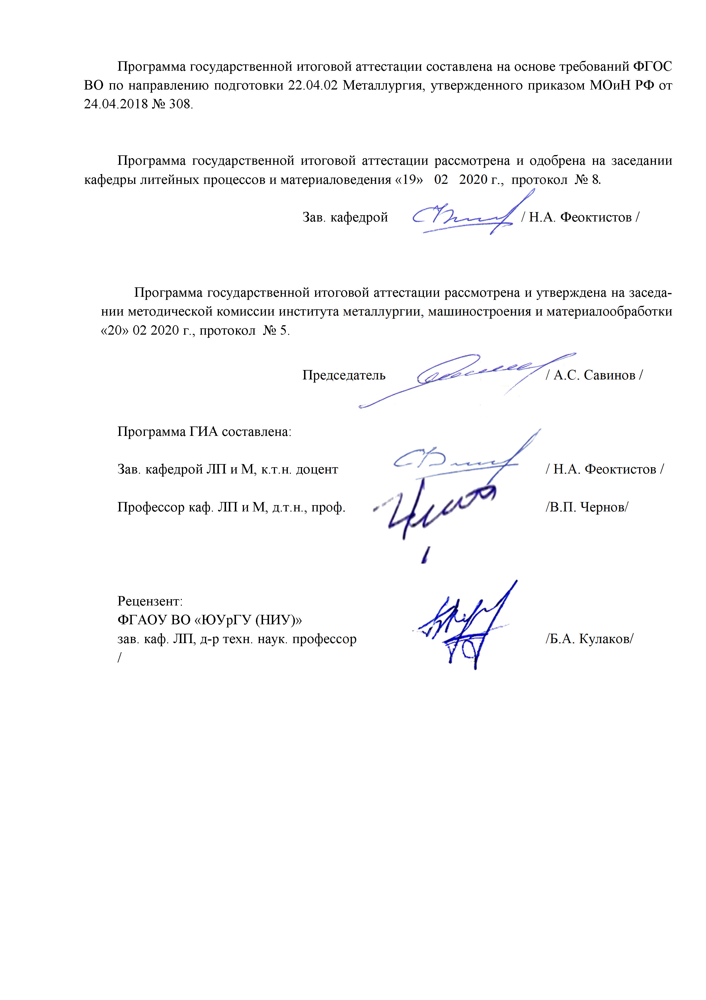 Программа государственной итоговой аттестации составлена на основе требований ФГОС
ВО по направлению подготовки 22.04.02 Металлургия, утвержденного приказом МОиН РФ от
24.04.2018 № 308.
Программа государственной итоговой аттестации рассмотрена и одобрена на заседании
кафедры литейных процессов и материаловедения «19» 02 2020 г., протокол № 8.
Зав. кафедрой / Н.А. Феоктистов /
Программа государственной итоговой аттестации рассмотрена и утверждена на заседа-
нии методической комиссии института металлургии, машиностроения и материалообработки
«20» 02 2020 г., протокол № 5.
Председатель / А.С. Савинов /
Программа ГИА составлена:
Зав. кафедрой ЛП и М, к.т.н. доцент / Н.А. Феоктистов /
Профессор каф. ЛП и М, д.т.н., проф. /В.П. Чернов/
Рецензент:
ФГАОУ ВО «ЮУрГУ (НИУ)»
зав. каф. ЛП, д-р техн. наук. профессор /Б.А. Кулаков/
/